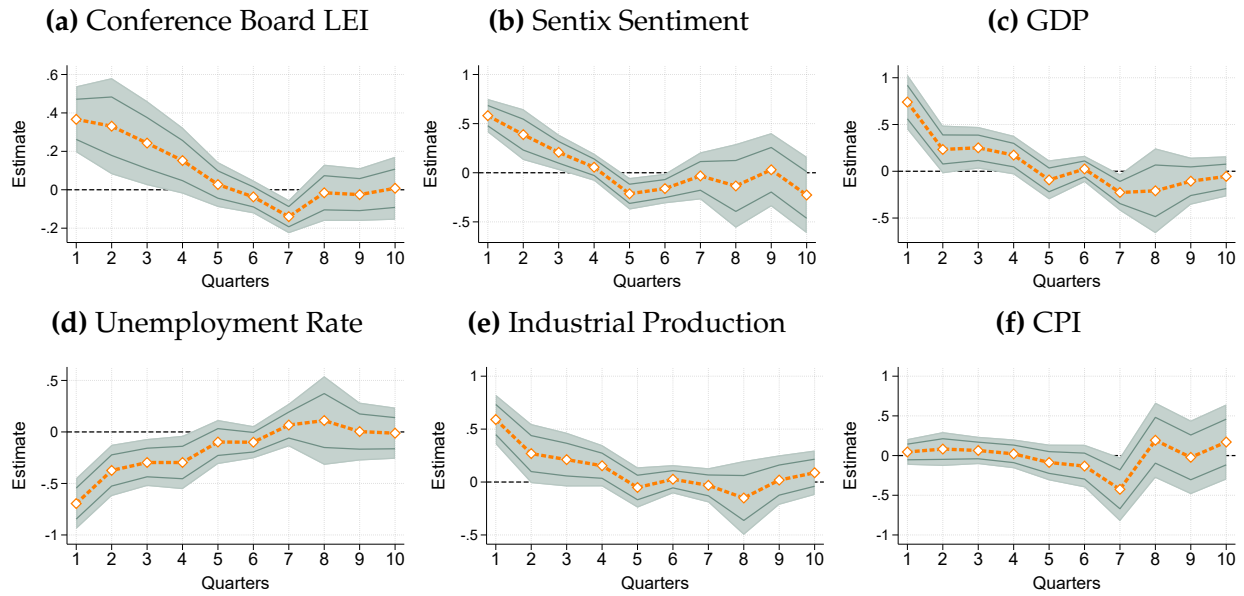 (a) Conference Board LEI
.6
.4
.2
0
-.2
Estimate
1 2 3 4 5 6 7 8 9 10
Quarters
(b) Sentix Sentiment
1
.5
0
-.5
Estimate
1 2 3 4 5 6 7 8 9 10
Quarters
(c) GDP
1
.5
0
-.5
Estimate
1 2 3 4 5 6 7 8 9 10
Quarters
(d) Unemployment Rate
.5
0
-.5
-1
Estimate
1 2 3 4 5 6 7 8 9 10
Quarters
(e) Industrial Production
1
.5
0
-.5
Estimate
1 2 3 4 5 6 7 8 9 10
Quarters
(f) CPI
1
.5
0
-.5
-1
Estimate
1 2 3 4 5 6 7 8 9 10
Quarters